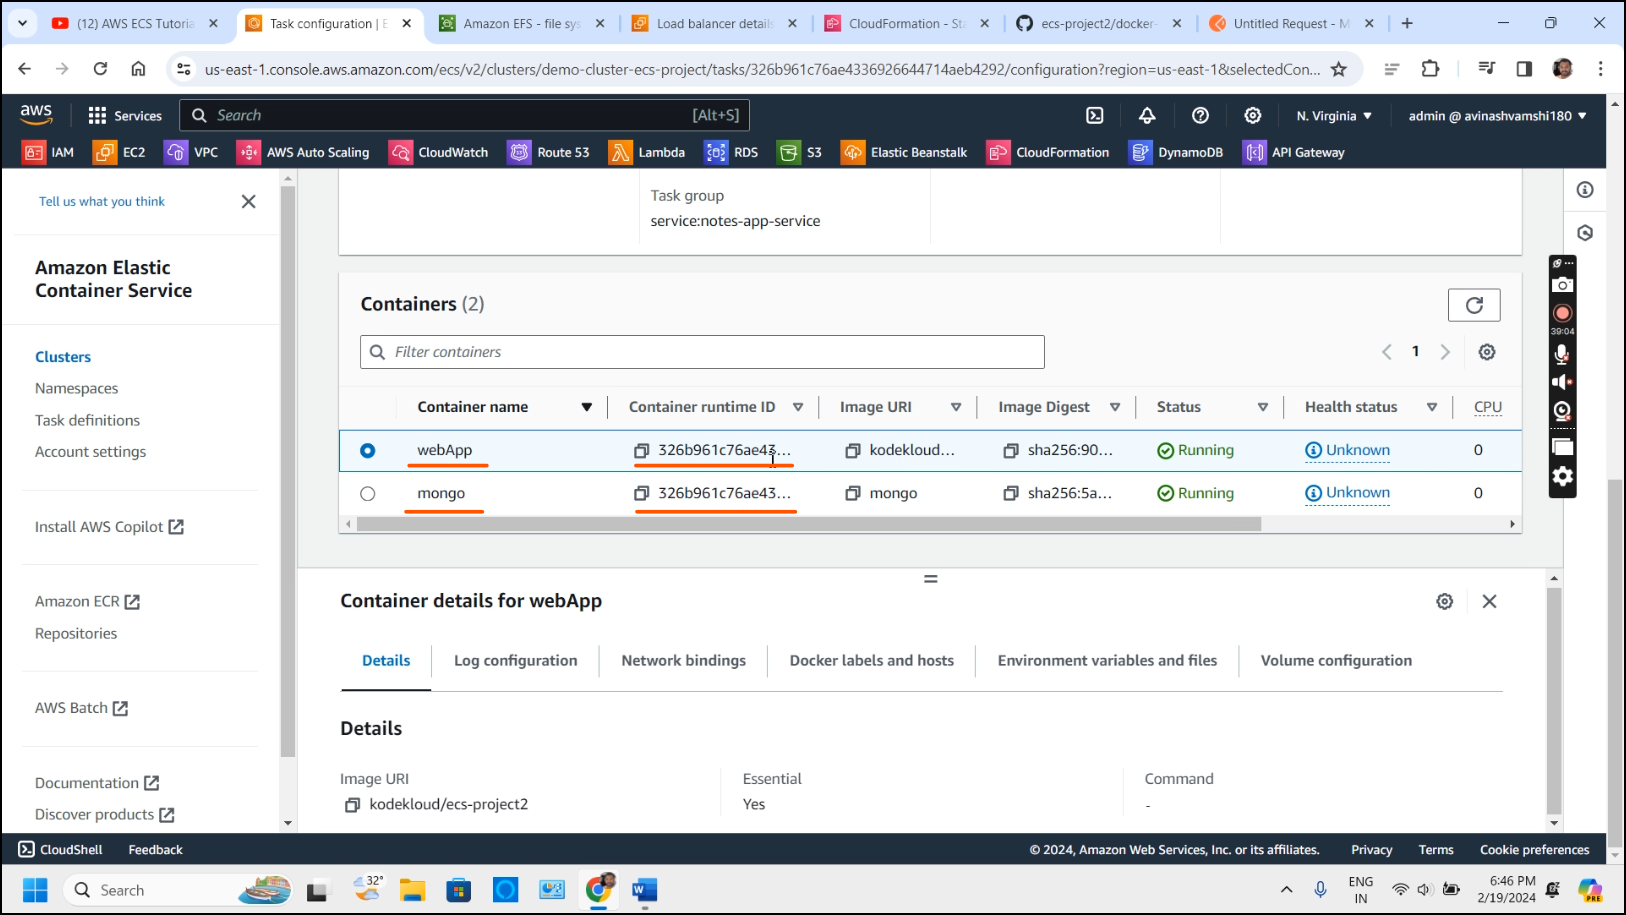 (12) AWS ECS Tutoria
Task configuration | E
Amazon EFS - file sys
Load balancer details
CloudFormation - Sta
ecs-project2/docker-
Untitled Request - M
us-east-1.console.aws.amazon.com/ecs/v2/clusters/demo-cluster-ecs-project/tasks/326b961c76ae4336926644714aeb4292/configuration?region=us-east-1&selectedCon...
aws
Services
Search
[Alt+S]
N. Virginia
admin @ avinashvamshi180
IAM
EC2
VPC
AWS Auto Scaling
CloudWatch
Route 53
Lambda
RDS
S3
Elastic Beanstalk
CloudFormation
DynamoDB
API Gateway
Tell us what you think
Amazon Elastic
Container Service
Clusters
Namespaces
Task definitions
Account settings
Install AWS Copilot
Amazon ECR
Repositories
AWS Batch
Documentation
Discover products
Task group
service:notes-app-service
Containers (2)
Filter containers
1
Container name
Container runtime ID
Image URI
Image Digest
Status
Health status
CPU
webApp
326b961c76ae43...
kodekloud...
sha256:90...
Running
Unknown
0
mongo
326b961c76ae43...
mongo
sha256:5a...
Running
Unknown
0
39:04
Container details for webApp
Details
Log configuration
Network bindings
Docker labels and hosts
Environment variables and files
Volume configuration
Details
Image URI
kodekloud/ecs-project2
Essential
Yes
Command
-
CloudShell
Feedback
© 2024, Amazon Web Services, Inc. or its affiliates.
Privacy
Terms
Cookie preferences
Search
32°
ENG
IN
6:46 PM
2/19/2024
PRE